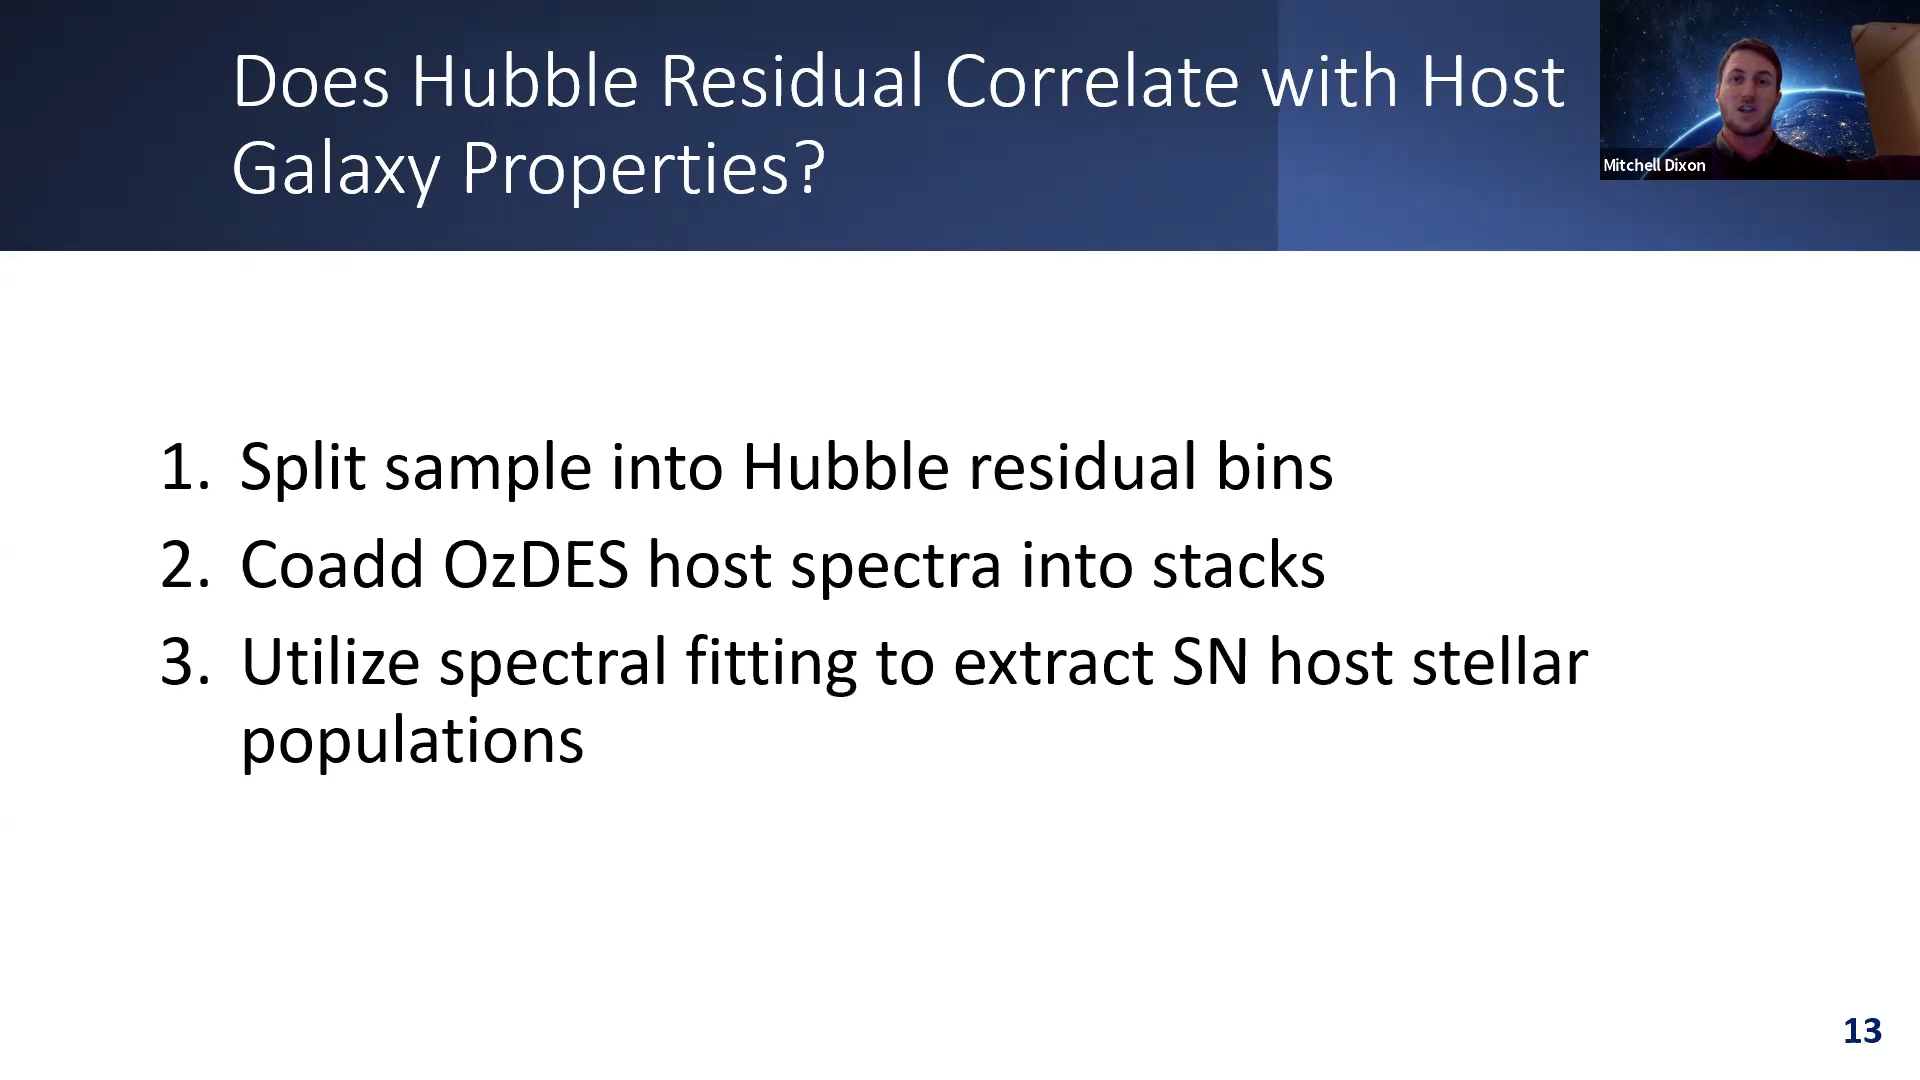 Does Hubble Residual Correlate with Host
Galaxy Properties?
Mitchell Dixon
1. Split sample into Hubble residual bins
2. Coadd OzDES host spectra into stacks
3. Utilize spectral fitting to extract SN host stellar
populations
13